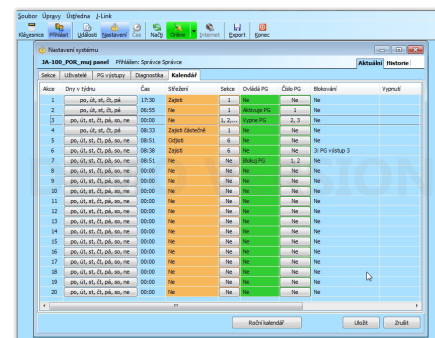 Soubor Úpravy Ústředna J-Link
Klávesnice Přihlásit Události Nastavení Čas Načti Online Internet Export Konec
Nastavení systému
JA-100_POR_muj panel Přihlášen: Správce Správce Aktuální Historie
Sekce Uživatelé PG výstupy Diagnostika Kalendář
Akce Dny v týdnu Čas Střežení Sekce Ovládá PG Číslo PG Blokování Vypnutí
1 po, út, st, čt, pá 17:30 Zajisti 1 Ne Ne Ne
2 po, út, st, čt, pá 06:55 Ne 1 Aktivuje PG 1 Ne
3 po, út, st, čt, pá, so, ne 00:00 Ne 1, 2,... Vypne PG 2, 3 Ne
4 po, út, st, čt, pá 08:33 Zajisti částečně 1 Ne Ne Ne
5 po, út, st, čt, pá, so, ne 08:51 Odjisti 6 Ne Ne Ne
6 po, út, st, čt, pá, so, ne 08:38 Zajisti 6 Ne Ne 3: PG výstup 3
7 po, út, st, čt, pá, so, ne 08:51 Ne Ne Blokuj PG 1, 2 Ne
8 po, út, st, čt, pá, so, ne 00:00 Ne Ne Ne Ne Ne
9 po, út, st, čt, pá, so, ne 00:00 Ne Ne Ne Ne Ne
10 po, út, st, čt, pá, so, ne 00:00 Ne Ne Ne Ne Ne
11 po, út, st, čt, pá, so, ne 00:00 Ne Ne Ne Ne Ne
12 po, út, st, čt, pá, so, ne 00:00 Ne Ne Ne Ne Ne
13 po, út, st, čt, pá, so, ne 00:00 Ne Ne Ne Ne Ne
14 po, út, st, čt, pá, so, ne 00:00 Ne Ne Ne Ne Ne
15 po, út, st, čt, pá, so, ne 00:00 Ne Ne Ne Ne Ne
16 po, út, st, čt, pá, so, ne 00:00 Ne Ne Ne Ne Ne
17 po, út, st, čt, pá, so, ne 00:00 Ne Ne Ne Ne Ne
18 po, út, st, čt, pá, so, ne 00:00 Ne Ne Ne Ne Ne
19 po, út, st, čt, pá, so, ne 00:00 Ne Ne Ne Ne Ne
20 po, út, st, čt, pá, so, ne 00:00 Ne Ne Ne Ne Ne
Roční kalendář Uložit Zrušit